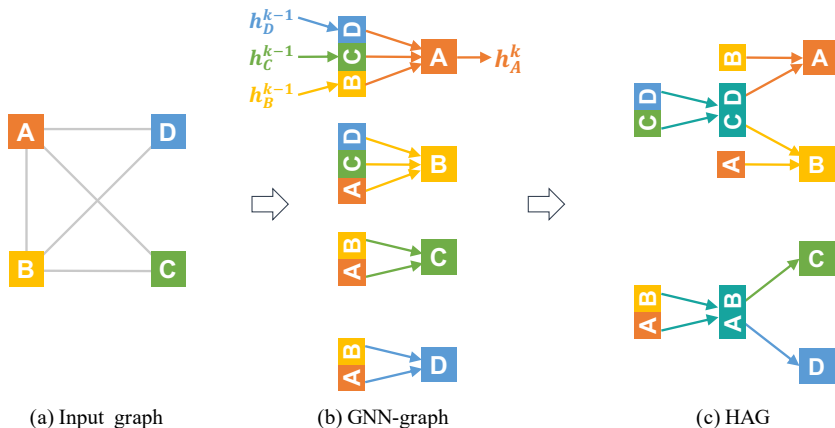 A
D
B
C
(a) Input graph
h_D^{k-1}
h_C^{k-1}
h_B^{k-1}
D
C
B
A
h_A^k
D
C
A
B
B
A
C
B
A
D
(b) GNN-graph
B
A
D
C
C D
A
B
B
A
A B
C
D
(c) HAG